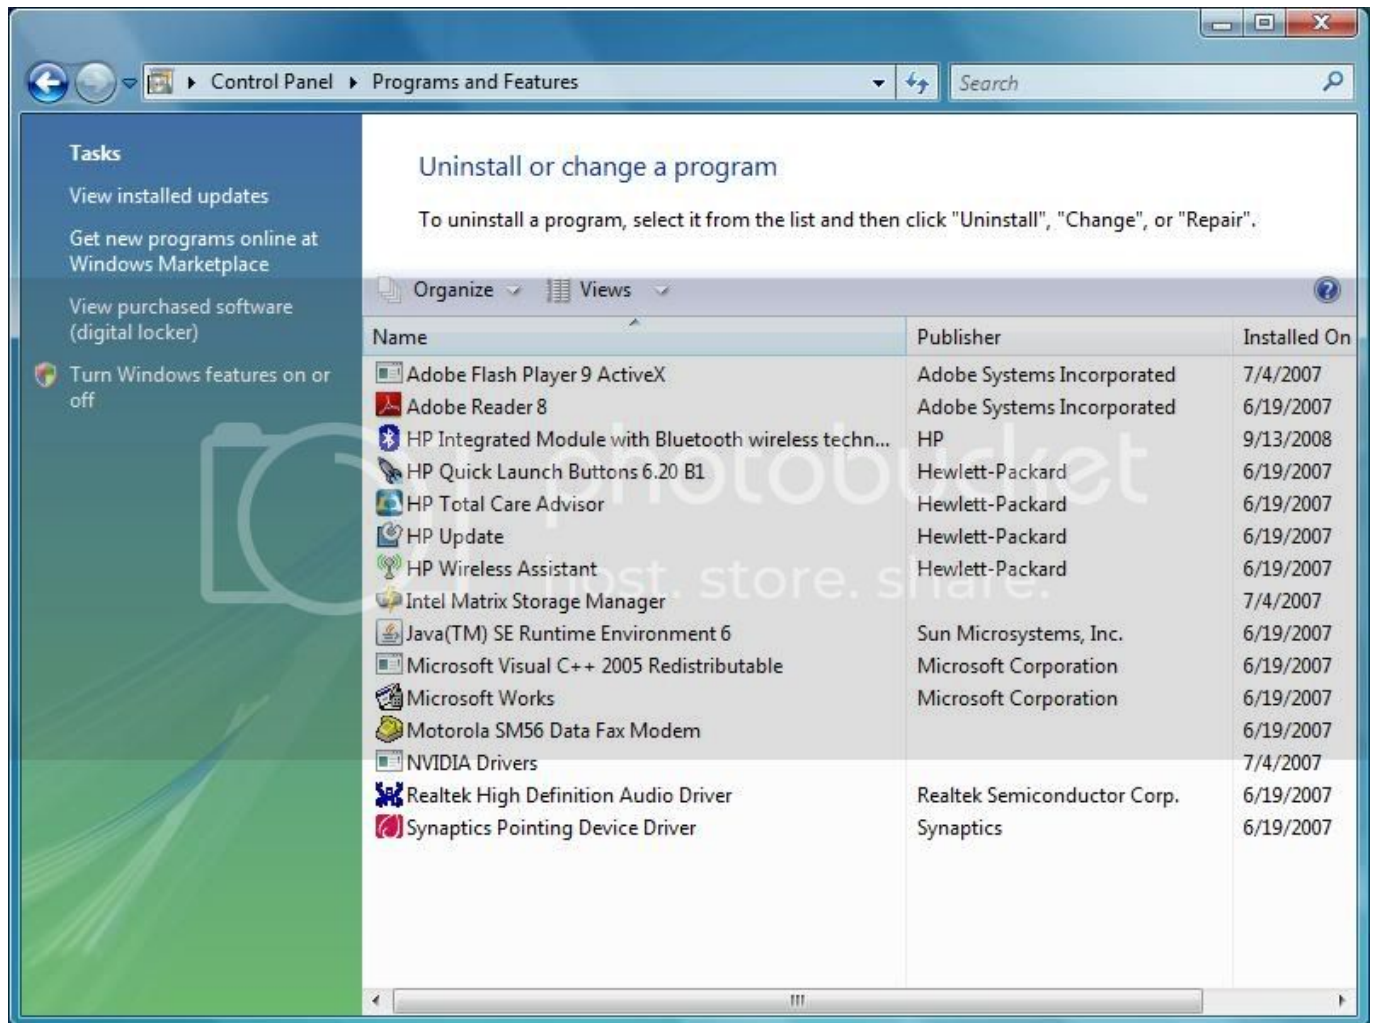 Control Panel Programs and Features
Search
Tasks
View installed updates
Get new programs online at
Windows Marketplace
View purchased software
(digital locker)
Turn Windows features on or
off
Uninstall or change a program
To uninstall a program, select it from the list and then click "Uninstall", "Change", or "Repair".
Organize Views
Name Publisher Installed On
Adobe Flash Player 9 ActiveX Adobe Systems Incorporated 7/4/2007
Adobe Reader 8 Adobe Systems Incorporated 6/19/2007
HP Integrated Module with Bluetooth wireless techn... HP 9/13/2008
HP Quick Launch Buttons 6.20 B1 Hewlett-Packard 6/19/2007
HP Total Care Advisor Hewlett-Packard 6/19/2007
HP Update Hewlett-Packard 6/19/2007
HP Wireless Assistant Hewlett-Packard 6/19/2007
Intel Matrix Storage Manager 7/4/2007
Java(TM) SE Runtime Environment 6 Sun Microsystems, Inc. 6/19/2007
Microsoft Visual C++ 2005 Redistributable Microsoft Corporation 6/19/2007
Microsoft Works Microsoft Corporation 6/19/2007
Motorola SM56 Data Fax Modem 6/19/2007
NVIDIA Drivers 7/4/2007
Realtek High Definition Audio Driver Realtek Semiconductor Corp. 6/19/2007
Synaptics Pointing Device Driver Synaptics 6/19/2007
photobucket
host. store. share.